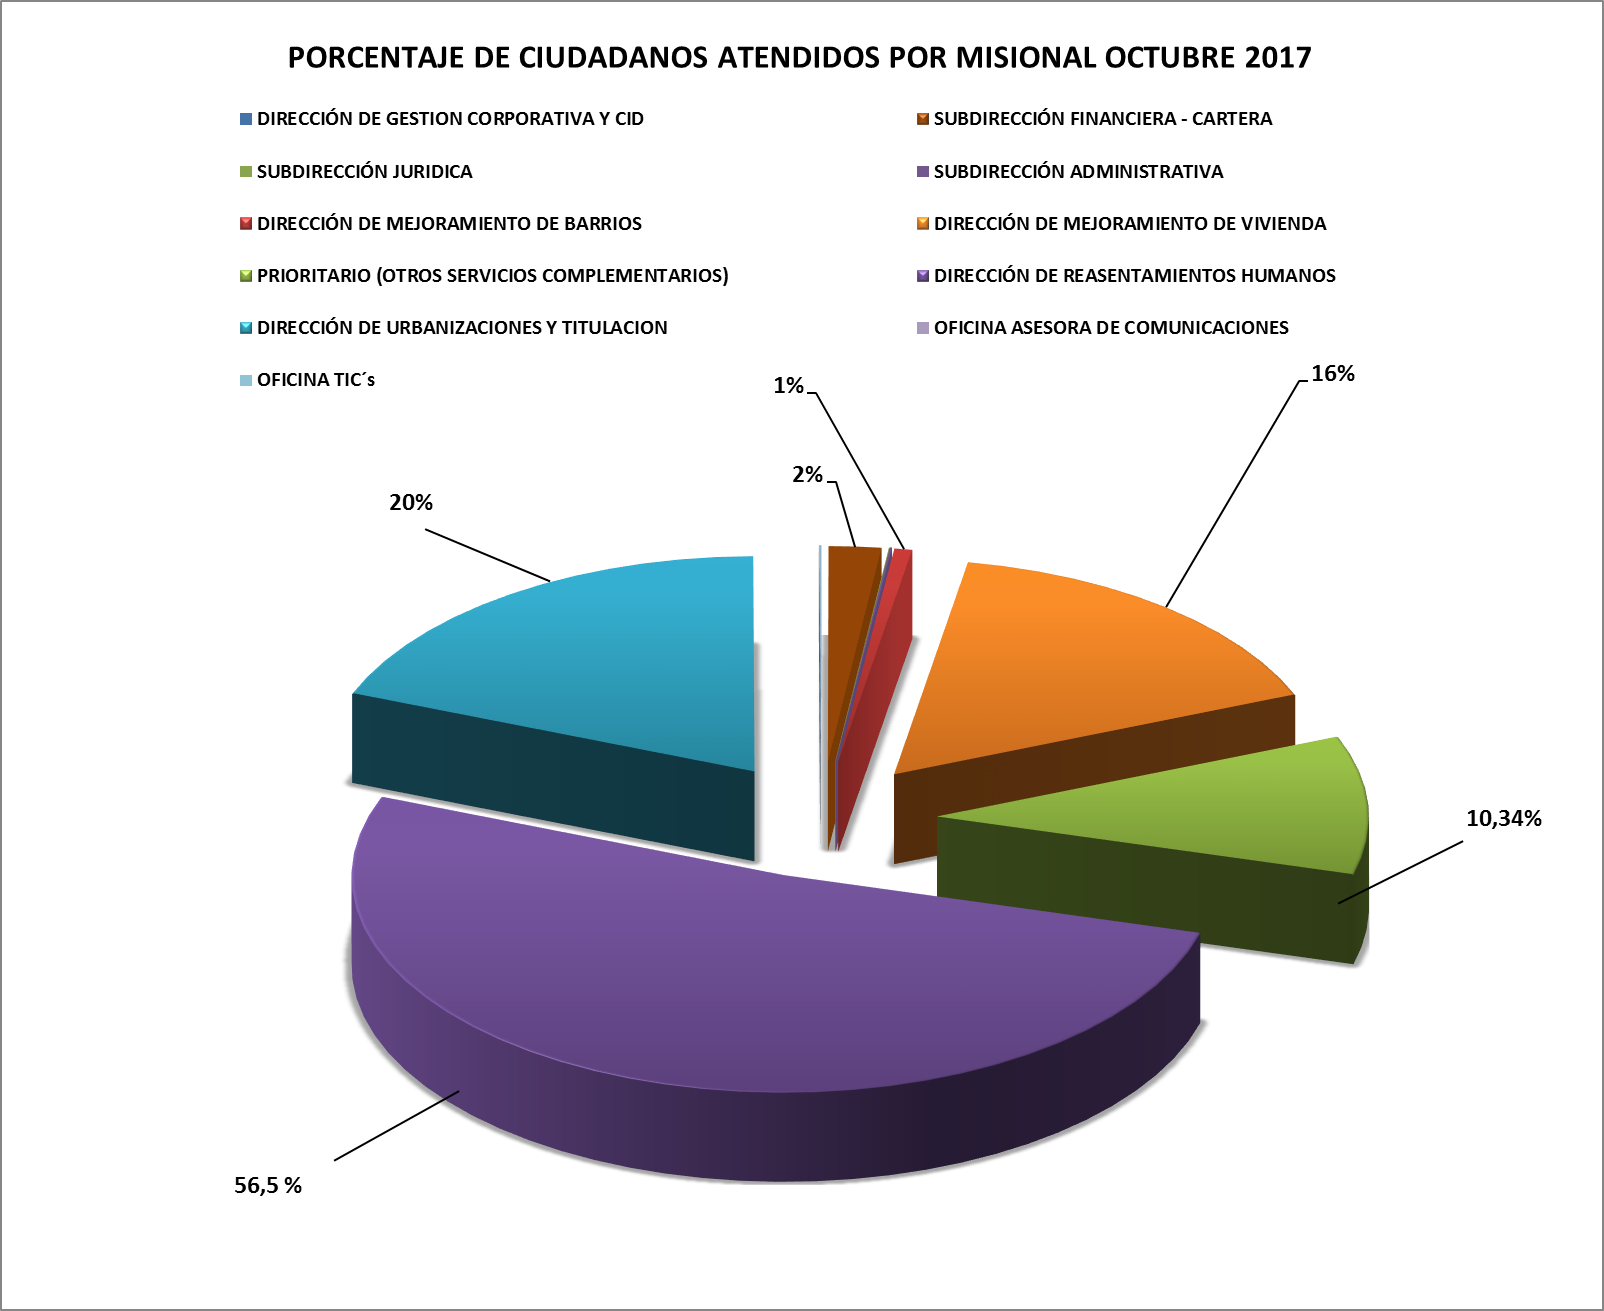 PORCENTAJE DE CIUDADANOS ATENDIDOS POR MISIONAL OCTUBRE 2017
DIRECCIÓN DE GESTION CORPORATIVA Y CID
SUBDIRECCIÓN FINANCIERA - CARTERA
SUBDIRECCIÓN JURIDICA
SUBDIRECCIÓN ADMINISTRATIVA
DIRECCIÓN DE MEJORAMIENTO DE BARRIOS
DIRECCIÓN DE MEJORAMIENTO DE VIVIENDA
PRIORITARIO (OTROS SERVICIOS COMPLEMENTARIOS)
DIRECCIÓN DE REASENTAMIENTOS HUMANOS
DIRECCIÓN DE URBANIZACIONES Y TITULACION
OFICINA ASESORA DE COMUNICACIONES
OFICINA TIC´s
16%
1%
2%
20%
10,34%
56,5 %